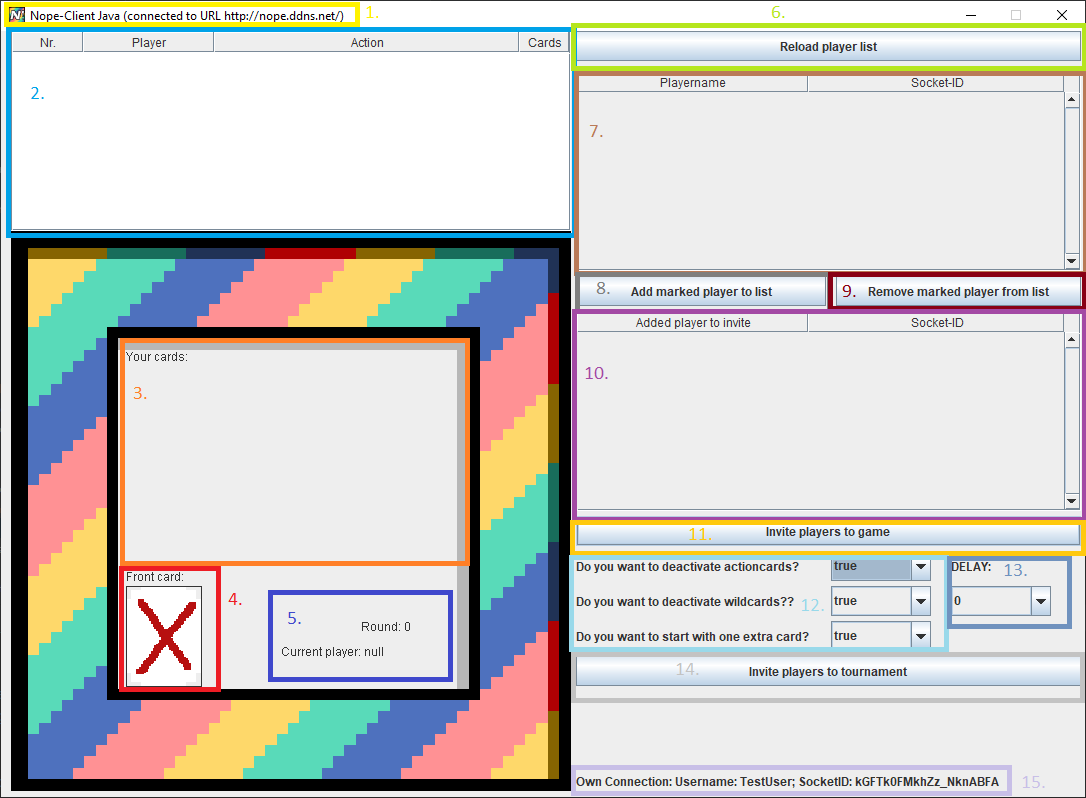 Nope-Client Java (connected to URL http://nope.ddns.net/) 1.
Nr. Player Action Cards
2.
Your cards:
3.
Front card:
4.
5.
Round: 0
Current player: null
6.
Reload player list
Playername Socket-ID
7.
8. Add marked player to list
9. Remove marked player from list
Added player to invite Socket-ID
10.
11. Invite players to game
Do you want to deactivate actioncards? true
Do you want to deactivate wildcards?? 12. true
Do you want to start with one extra card? true
DELAY: 13.
0
14. Invite players to tournament
Own Connection: Username: TestUser; SocketID: kGFTk0FMkhZz_NknABFA 15.